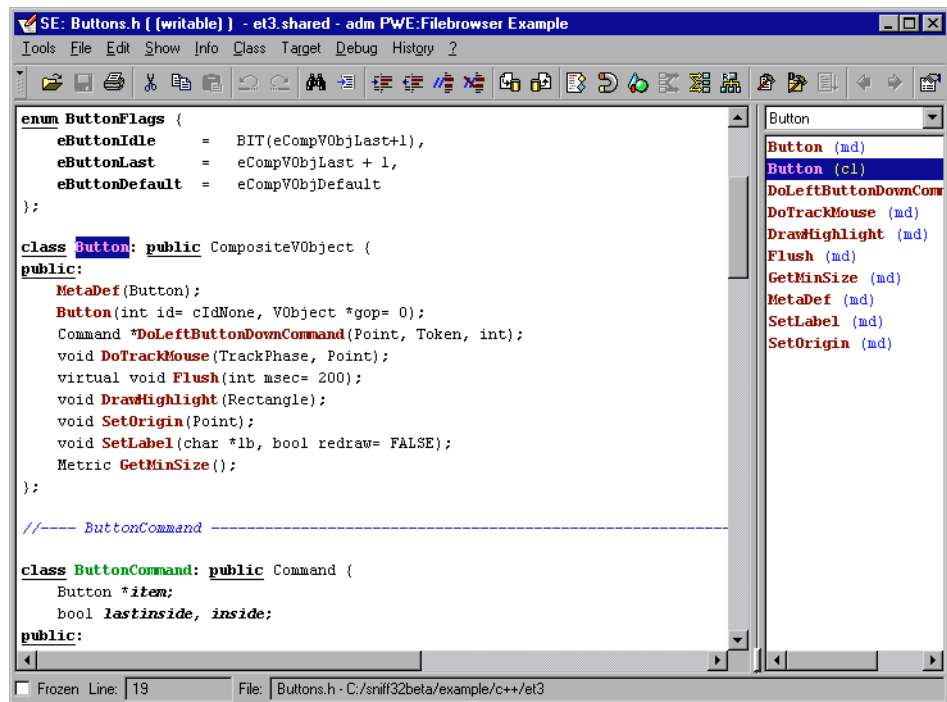 SE: Buttons.h ( (writable) ) - et3.shared - adm PWE:Filebrowser Example
Tools File Edit Show Info Class Target Debug History ?
enum ButtonFlags {
eButtonIdle = BIT(eCompVObjLast+1),
eButtonLast = eCompVObjLast + 1,
eButtonDefault = eCompVObjDefault
};
class Button: public CompositeVObject {
public:
MetaDef(Button);
Button(int id= cIdNone, VObject *gop= 0);
Command *DoLeftButtonDownCommand(Point, Token, int);
void DoTrackMouse(TrackPhase, Point);
virtual void Flush(int msec= 200);
void DrawHighlight(Rectangle);
void SetOrigin(Point);
void SetLabel(char *lb, bool redraw= FALSE);
Metric GetMinSize();
};
//---- ButtonCommand ----------------------------------------------------------
class ButtonCommand: public Command {
Button *item;
bool lastinside, inside;
public:
Button
Button (md)
Button (cl)
DoLeftButtonDownComm
DoTrackMouse (md)
DrawHighlight (md)
Flush (md)
GetMinSize (md)
MetaDef (md)
SetLabel (md)
SetOrigin (md)
Frozen Line: 19 File: Buttons.h - C:/sniff32beta/example/c++/et3